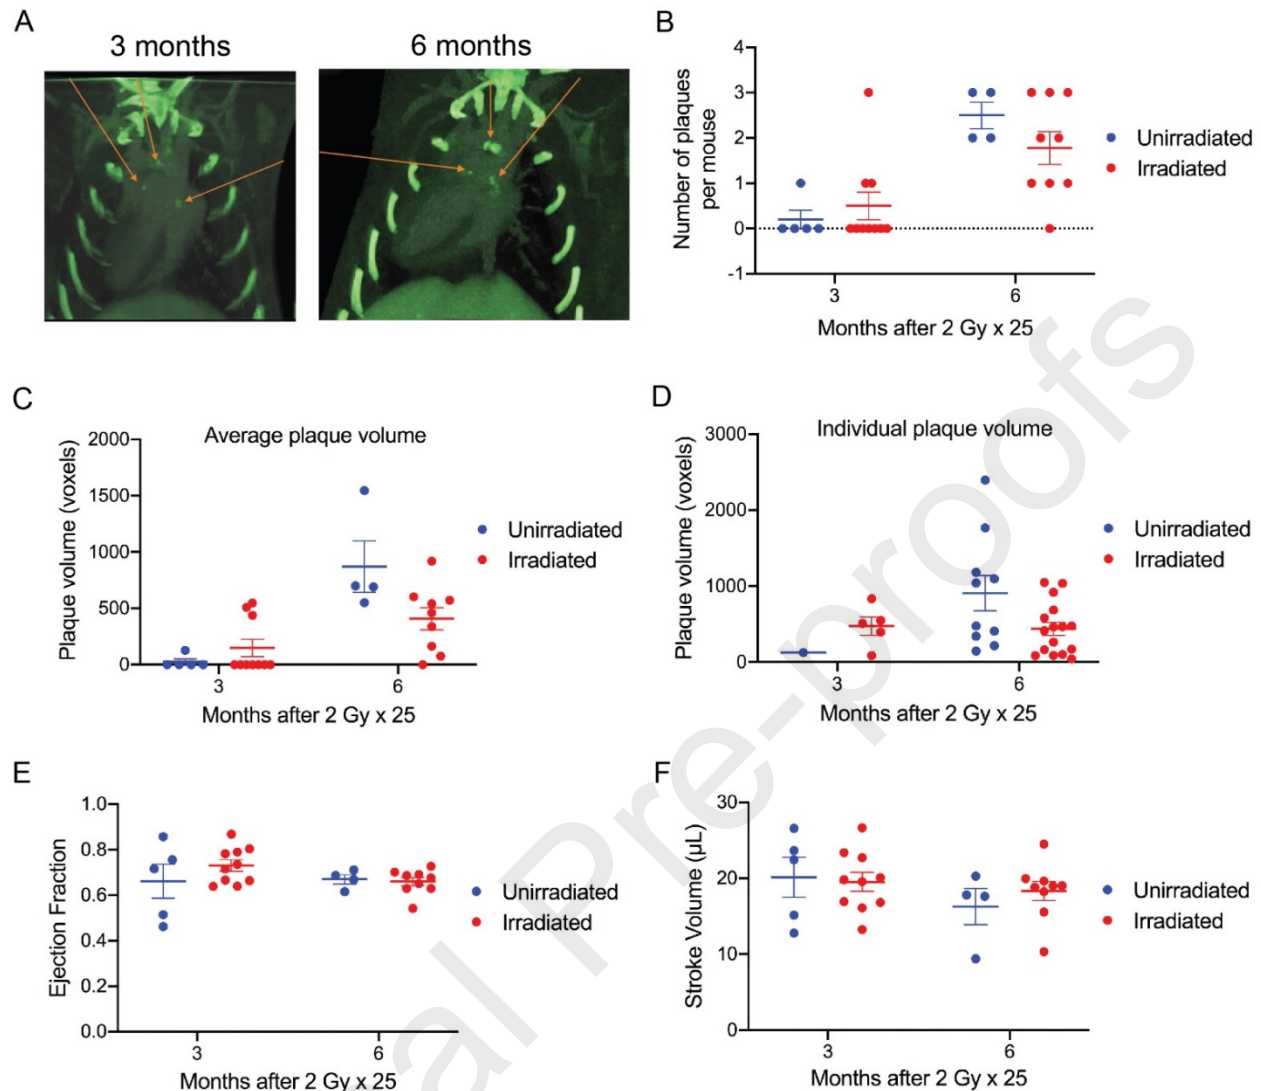 A
3 months
6 months
B
Number of plaques
per mouse
4
3
2
1
0
-1
3
6
Months after 2 Gy x 25
Unirradiated
Irradiated
C
Average plaque volume
Plaque volume (voxels)
2000
1500
1000
500
0
3
6
Months after 2 Gy x 25
Unirradiated
Irradiated
D
Individual plaque volume
Plaque volume (voxels)
3000
2000
1000
0
3
6
Months after 2 Gy x 25
Unirradiated
Irradiated
E
Ejection Fraction
1.0
0.8
0.6
0.4
0.2
0.0
3
6
Months after 2 Gy x 25
Unirradiated
Irradiated
F
Stroke Volume (µL)
30
20
10
0
3
6
Months after 2 Gy x 25
Unirradiated
Irradiated
al Pre-proofs